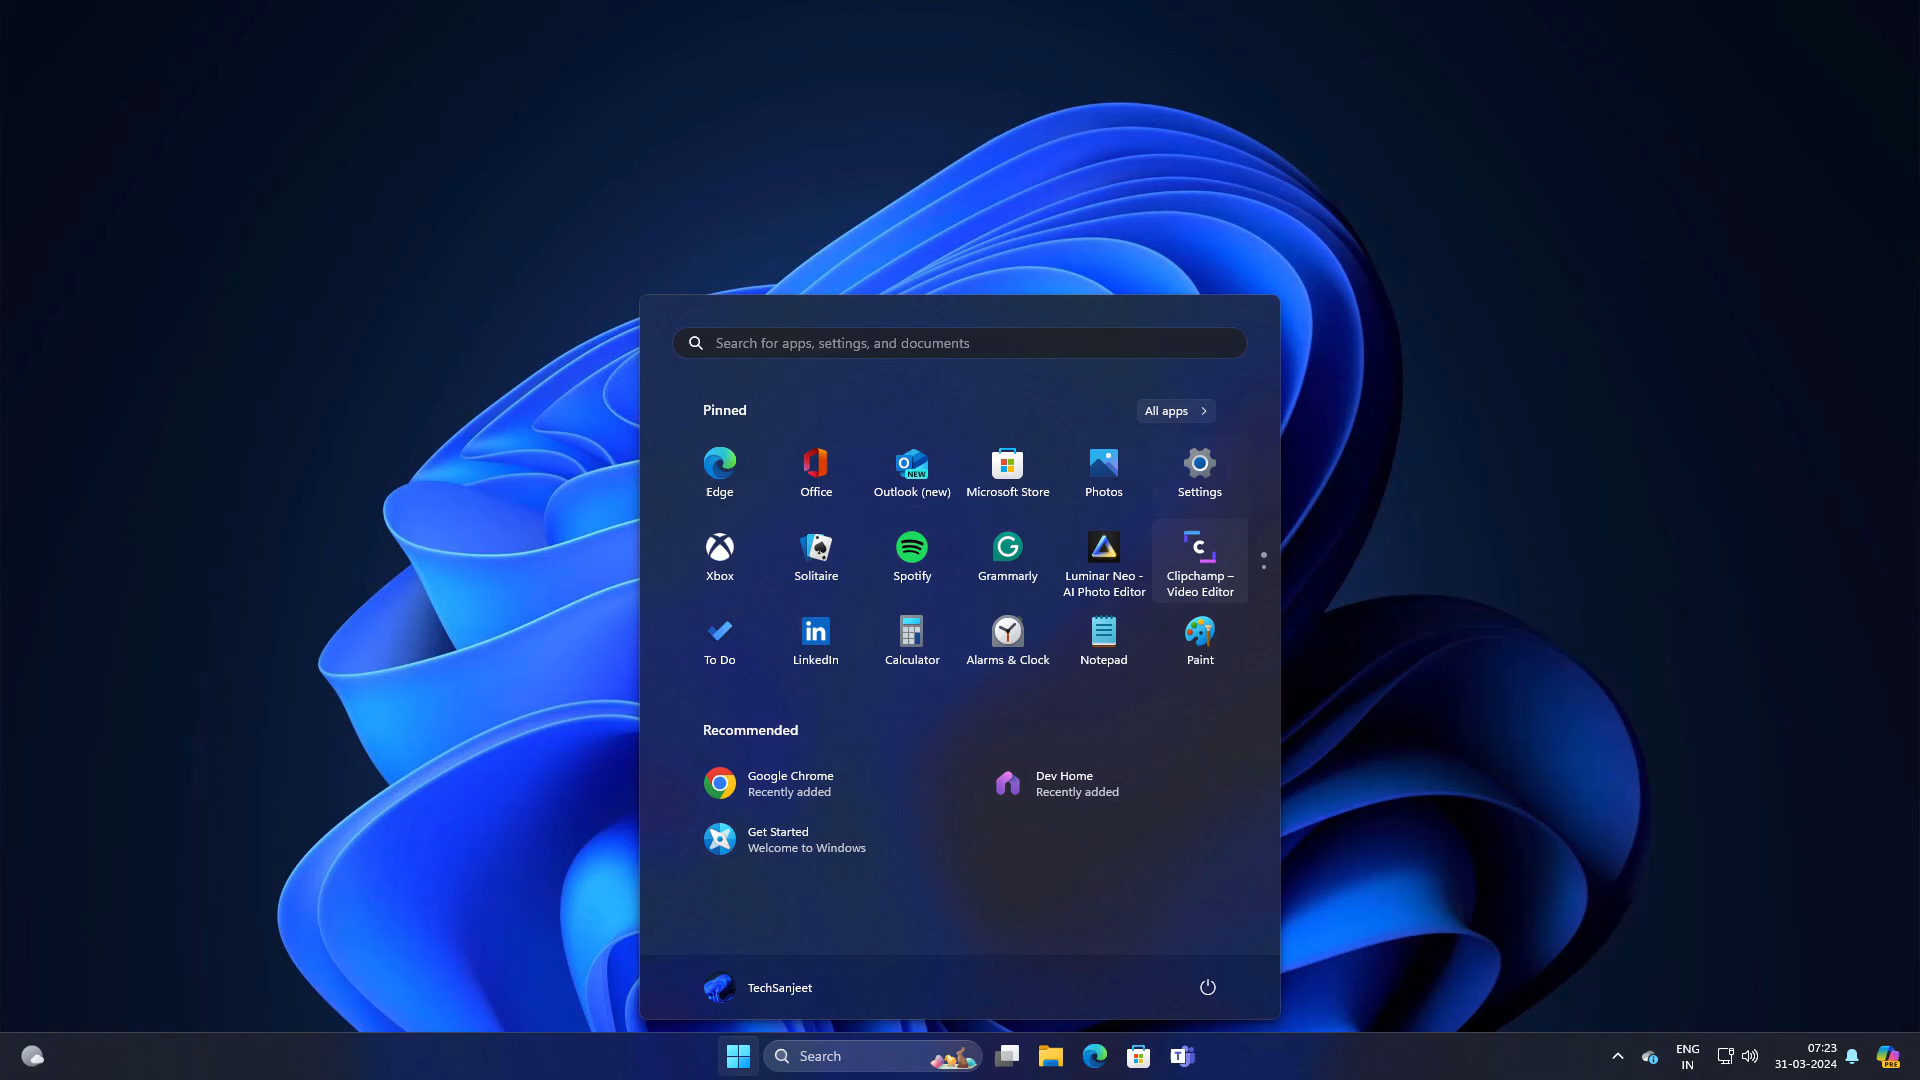 Search for apps, settings, and documents
Pinned
All apps
Edge
Office
NEW
Outlook (new)
Microsoft Store
Photos
Settings
Xbox
Solitaire
Spotify
Grammarly
Luminar Neo -
AI Photo Editor
Clipchamp –
Video Editor
To Do
in
LinkedIn
Calculator
Alarms & Clock
Notepad
Paint
Recommended
Google Chrome
Recently added
Dev Home
Recently added
Get Started
Welcome to Windows
TechSanjeet
Search
ENG
IN
07:23
31-03-2024
PRE